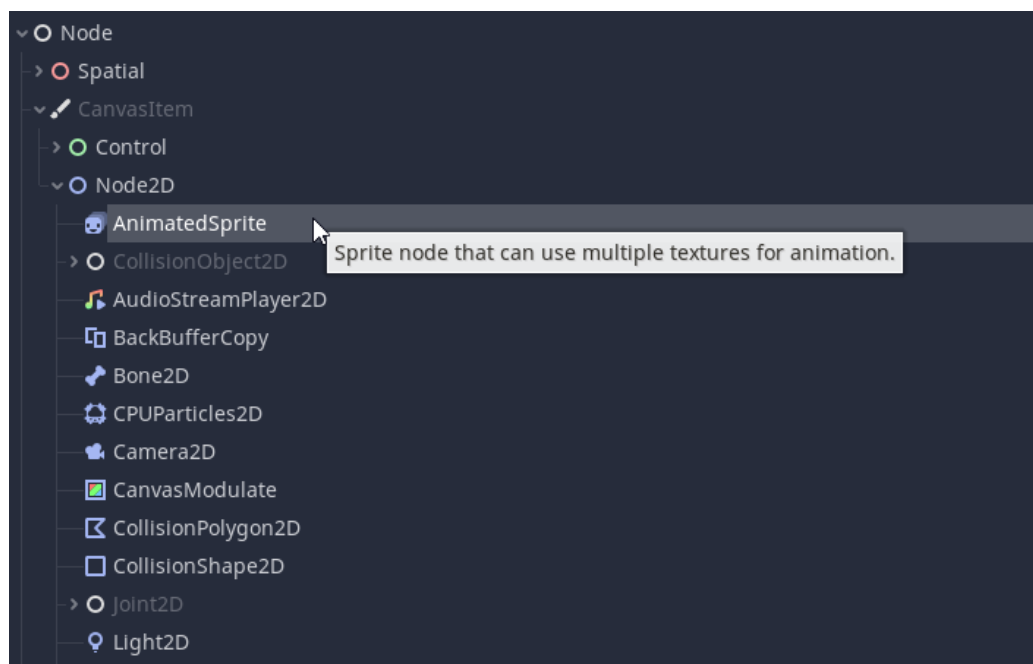 Node
Spatial
CanvasItem
Control
Node2D
AnimatedSprite
Sprite node that can use multiple textures for animation.
CollisionObject2D
AudioStreamPlayer2D
BackBufferCopy
Bone2D
CPUParticles2D
Camera2D
CanvasModulate
CollisionPolygon2D
CollisionShape2D
Joint2D
Light2D